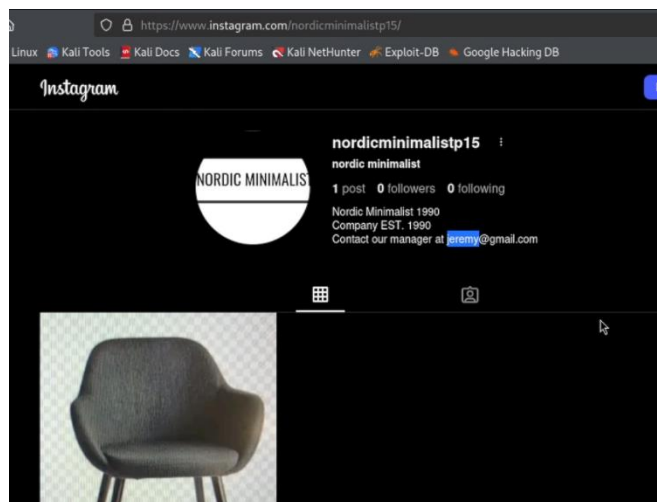 https://www.instagram.com/nordicminimalistp15/
Linux Kali Tools Kali Docs Kali Forums Kali NetHunter Exploit-DB Google Hacking DB
Instagram
nordicminimalistp15
nordic minimalist
1 post 0 followers 0 following
NORDIC MINIMALIST
Nordic Minimalist 1990
Company EST. 1990
Contact our manager at jeremy@gmail.com